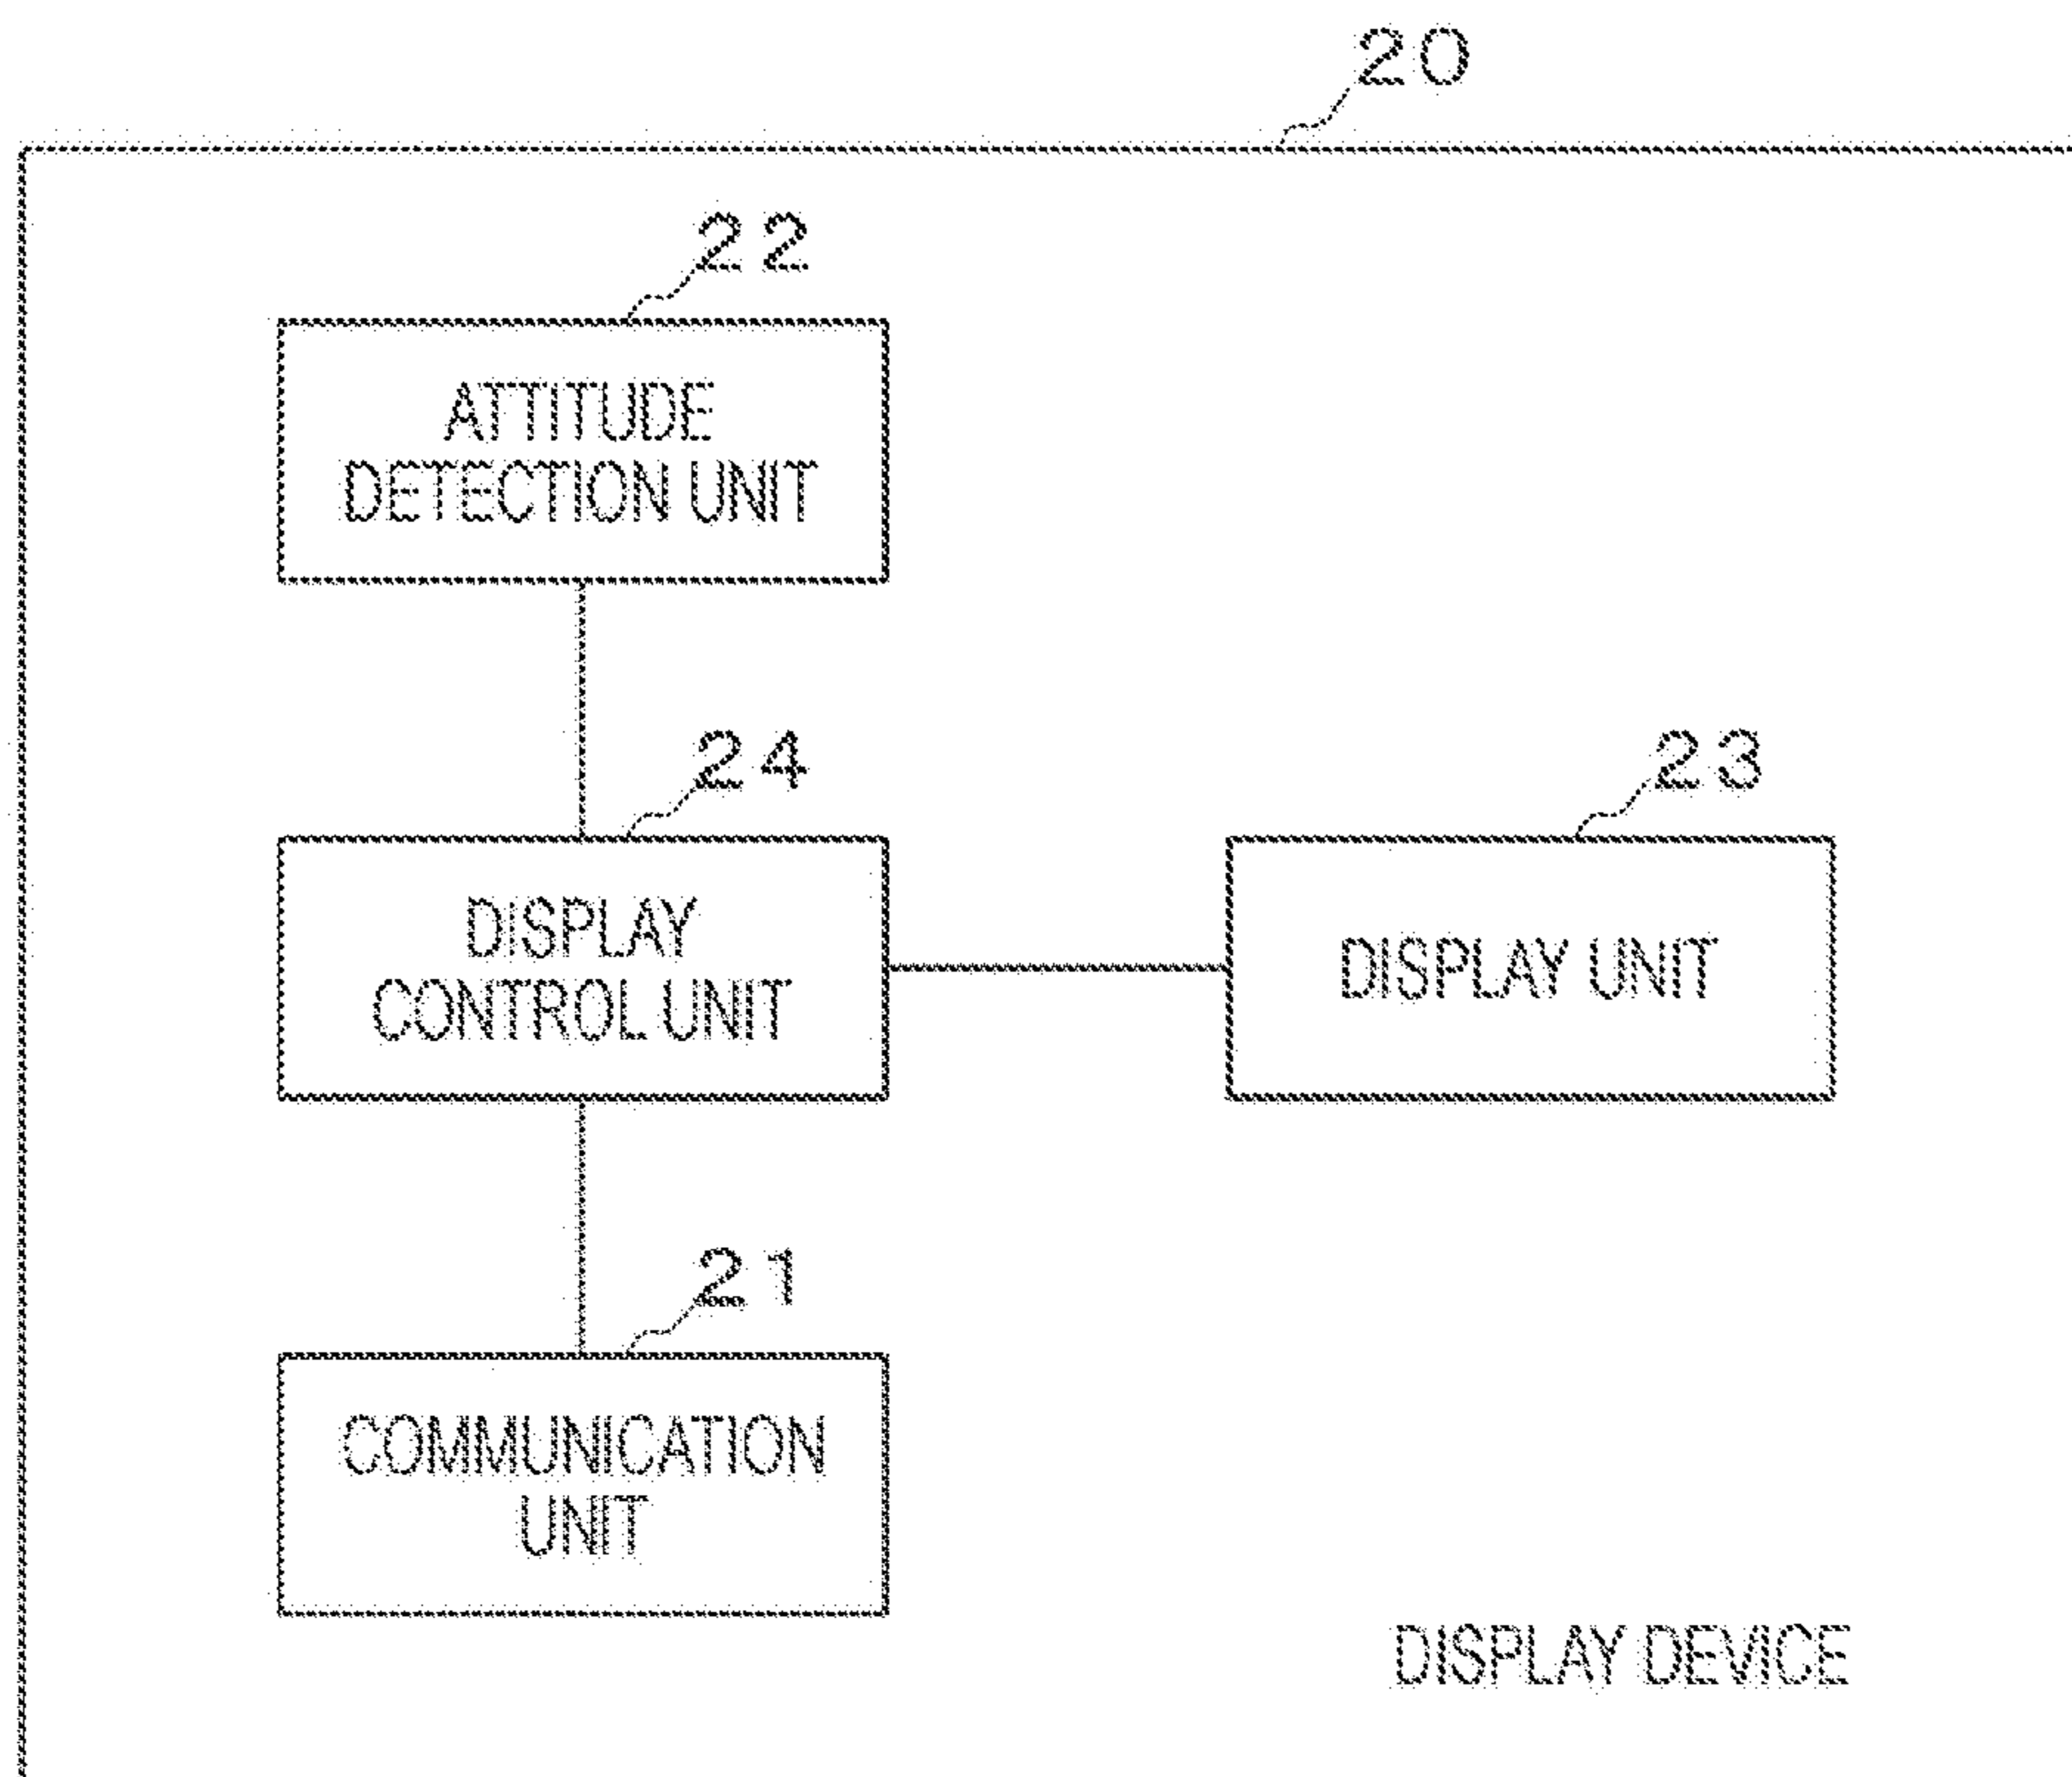 20
22
ATTITUDE
DETECTION UNIT
24
DISPLAY
CONTROL UNIT
23
DISPLAY UNIT
21
COMMUNICATION
UNIT
DISPLAY DEVICE